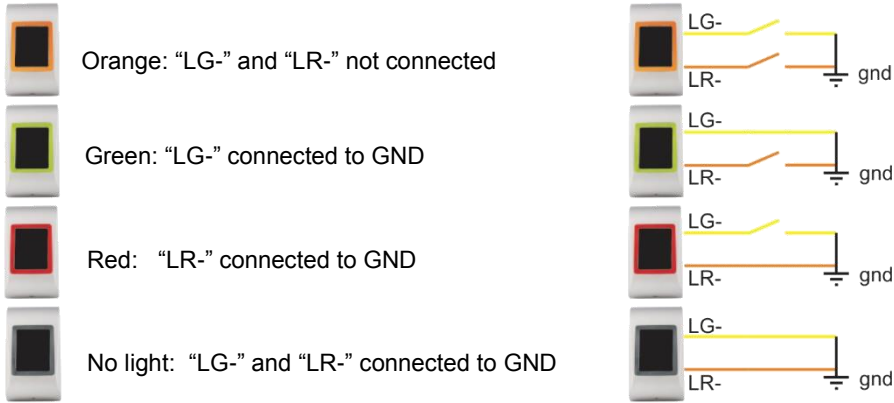 Orange: “LG-” and “LR-” not connected
LG-
LR-
gnd
Green: “LG-” connected to GND
LG-
LR-
gnd
Red: “LR-” connected to GND
LG-
LR-
gnd
No light: “LG-” and “LR-” connected to GND
LG-
LR-
gnd